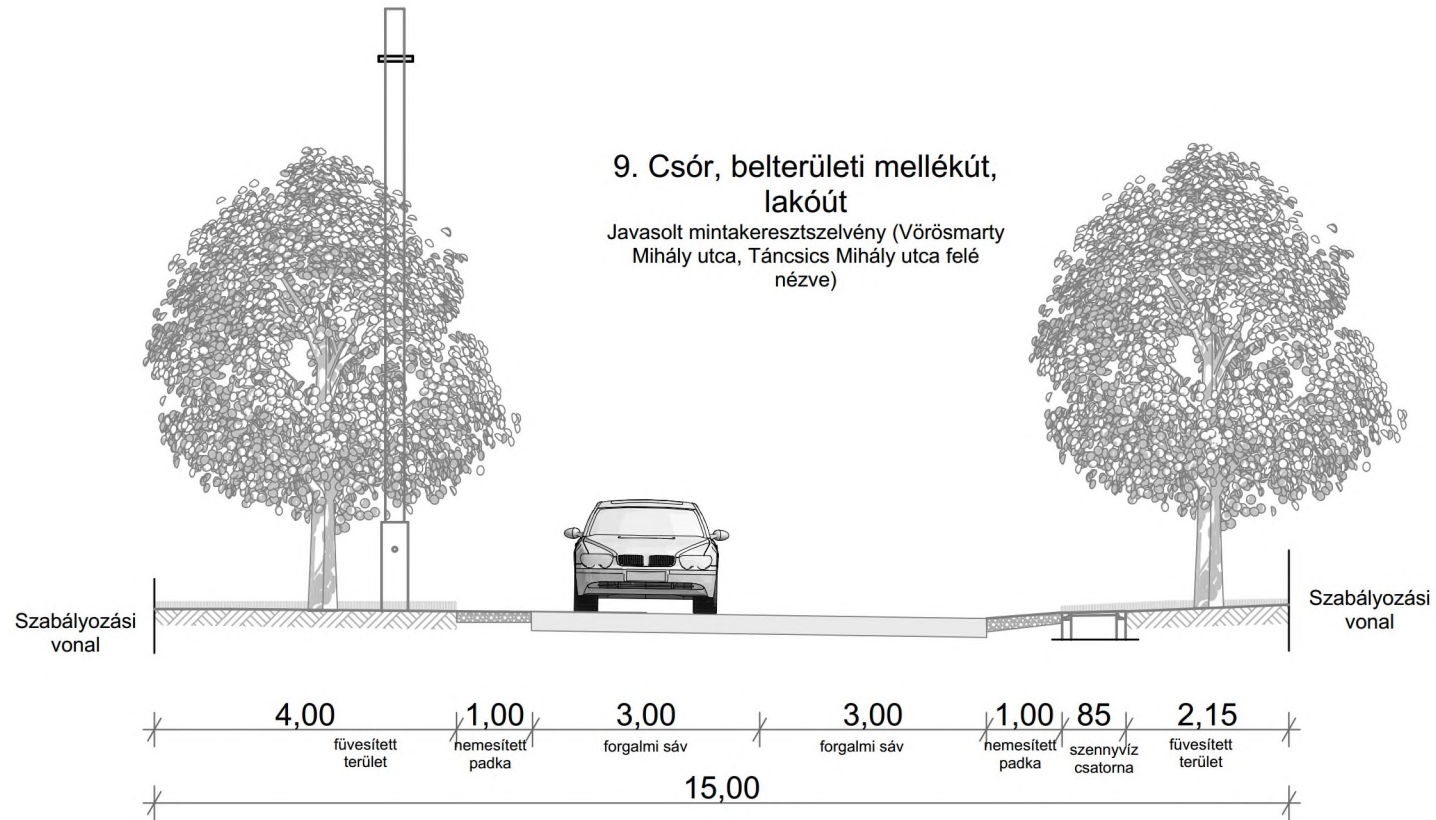 9. Csór, belterületi mellékút,
lakóút
Javasolt mintakeresztszelvény (Vörösmarty
Mihály utca, Táncsics Mihály utca felé
nézve)
Szabályozási
vonal
Szabályozási
vonal
4,00
1,00
3,00
3,00
1,00
85
2,15
füvesített
terület
nemesített
padka
forgalmi sáv
forgalmi sáv
nemesített
padka
szennyvíz
csatorna
füvesített
terület
15,00